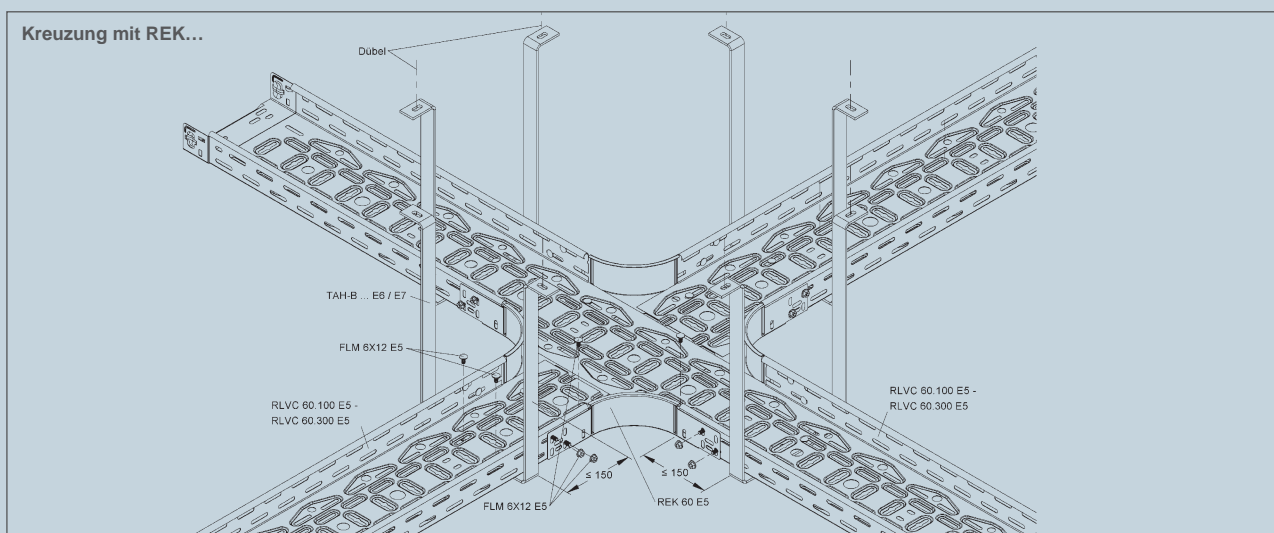 Kreuzung mit REK...
Dübel
TAH-B ... E6 / E7
FLM 6X12 E5
RLVC 60.100 E5 -
RLVC 60.300 E5
RLVC 60.100 E5 -
RLVC 60.300 E5
≤ 150
≤ 150
FLM 6X12 E5
REK 60 E5